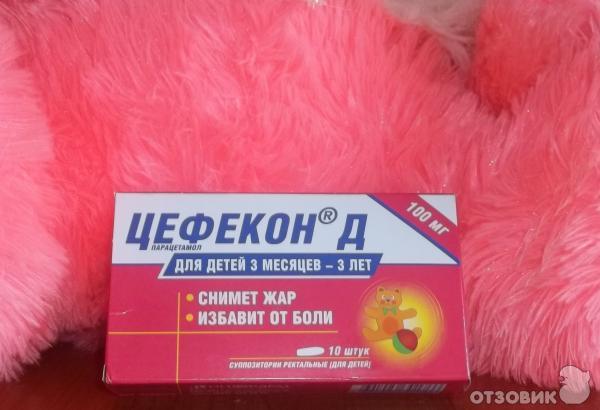 ЦЕФЕКОН® Д
ПАРАЦЕТАМОЛ
100 МГ
ДЛЯ ДЕТЕЙ 3 МЕСЯЦЕВ – 3 ЛЕТ
• СНИМЕТ ЖАР
• ИЗБАВИТ ОТ БОЛИ
10 ШТУК
СУППОЗИТОРИИ РЕКТАЛЬНЫЕ (ДЛЯ ДЕТЕЙ)
ОТЗОВИК